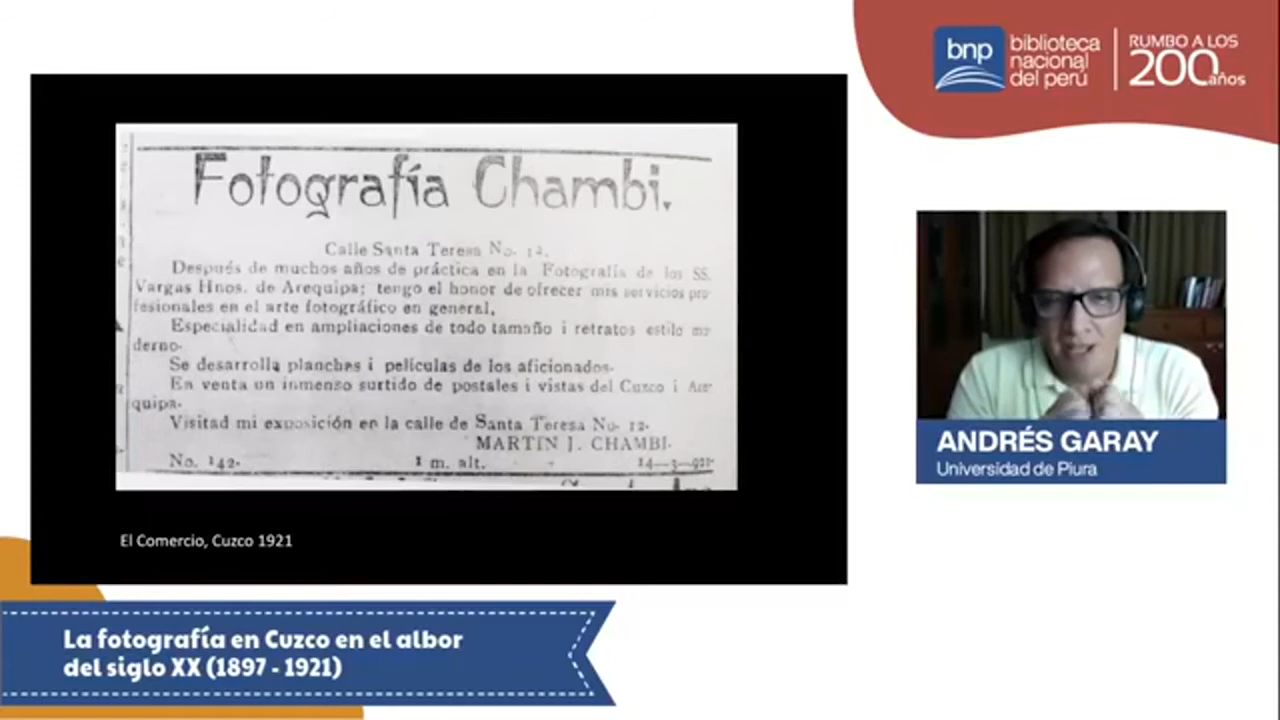 bnp biblioteca nacional del perú
RUMBO A LOS 200 años
Fotografía Chambi.
Calle Santa Teresa No. 12.
Después de muchos años de práctica en la Fotografía de los SS.
Vargas Hnos. de Arequipa; tengo el honor de ofrecer mis servicios pro-
fesionales en el arte fotográfico en general.
Especialidad en ampliaciones de todo tamaño i retratos estilo mo-
derno.
Se desarrolla planchas i películas de los aficionados.
En venta un inmenso surtido de postales i vistas del Cuzco i Are-
quipa.
Visitad mi exposición en la calle de Santa Teresa No. 12.
MARTIN J. CHAMBI.
No. 142. 1 m. alt. 14—3—921
El Comercio, Cuzco 1921
ANDRÉS GARAY
Universidad de Piura
La fotografía en Cuzco en el albor
del siglo XX (1897 - 1921)